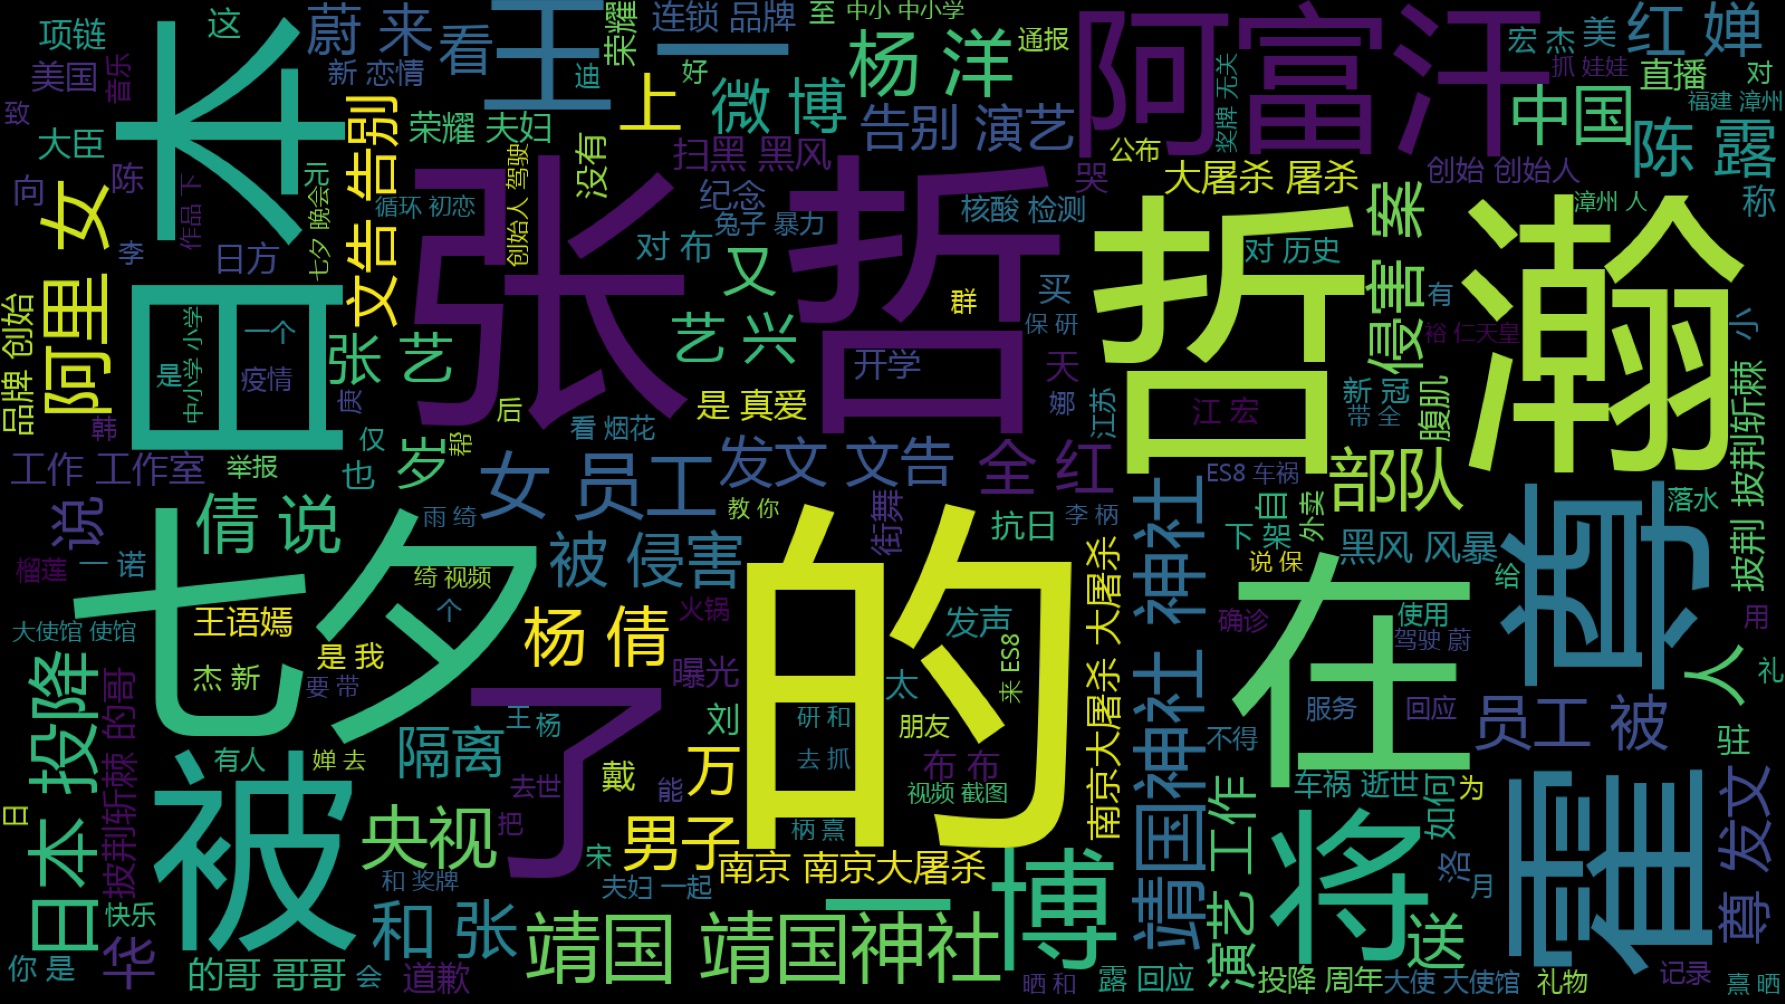 项链
这
蔚 来
看
王
一
荣耀
连锁 品牌
至
中小 中小学
杨 洋
通报
阿富汗
宏 杰
美
红 婵
美国
音乐
新 恋情
迪
好
微 博
抓 娃娃
直播
对
致
日本
文告 告别
荣耀 夫妇
上
告别 演艺
奖牌 无关
中国
福建 漳州
大臣
陈
元
创始人 驾驶
没有
扫黑 黑风
公布
陈 露
向
作品 下
七夕 晚会
循环 初恋
张哲
纪念
核酸 检测
哭
大屠杀 屠杀
创始 创始人
阿里 女
李
日方
对 布
兔子 暴力
又
哲瀚
侵害 案
漳州 人
称
对 历史
品牌 创始
中小学 小学
一个
是
疫情
张 艺
艺 兴
群
买
保 研
有
裕 仁天皇
小
开学
天
韩
庚
后
是 真爱
娜
江苏
江 宏
新 冠
带 全
腹肌
披荆斩棘 披荆
工作 工作室
举报
仅
也
岁
帮
看 烟花
女 员工
发文 文告
全 红
ES8 车祸
部队
说
倩 说
雨 绮
教 你
街舞
抗日
李 柄
靖国神社 神社
下 架
自
外卖
黑风 风暴
落水
尊
霍
榴莲
一 诺
七夕
绮 视频
个
被 侵害
的
说 保
在
给
大使馆 使馆
王语嫣
杨 倩
火锅
发声
南京大屠杀 大屠杀
确诊
使用
驾驶 蔚
用
投降
日本
披荆斩棘 的哥
杰 新
是 我
要 带
曝光
太
来 ES8
人
礼
了
王
杨
刘
研 和
朋友
服务
回应
员工 被
有人
婵 去
隔离
去世
戴
能
万
去 抓
布 布
视频 截图
不得
驻
日
被
央视
把
宋
男子
柄 熹
演艺 工作
车祸 逝世
如何
为
发文
尊
和 奖牌
夫妇 一起
南京 南京大屠杀
博
将
洛
月
快乐
华
和 张
靖国 靖国神社
一
送
你 是
的哥 哥哥
会
道歉
晒 和
露 回应
投降 周年
大使 大使馆
礼物
记录
熹 晒